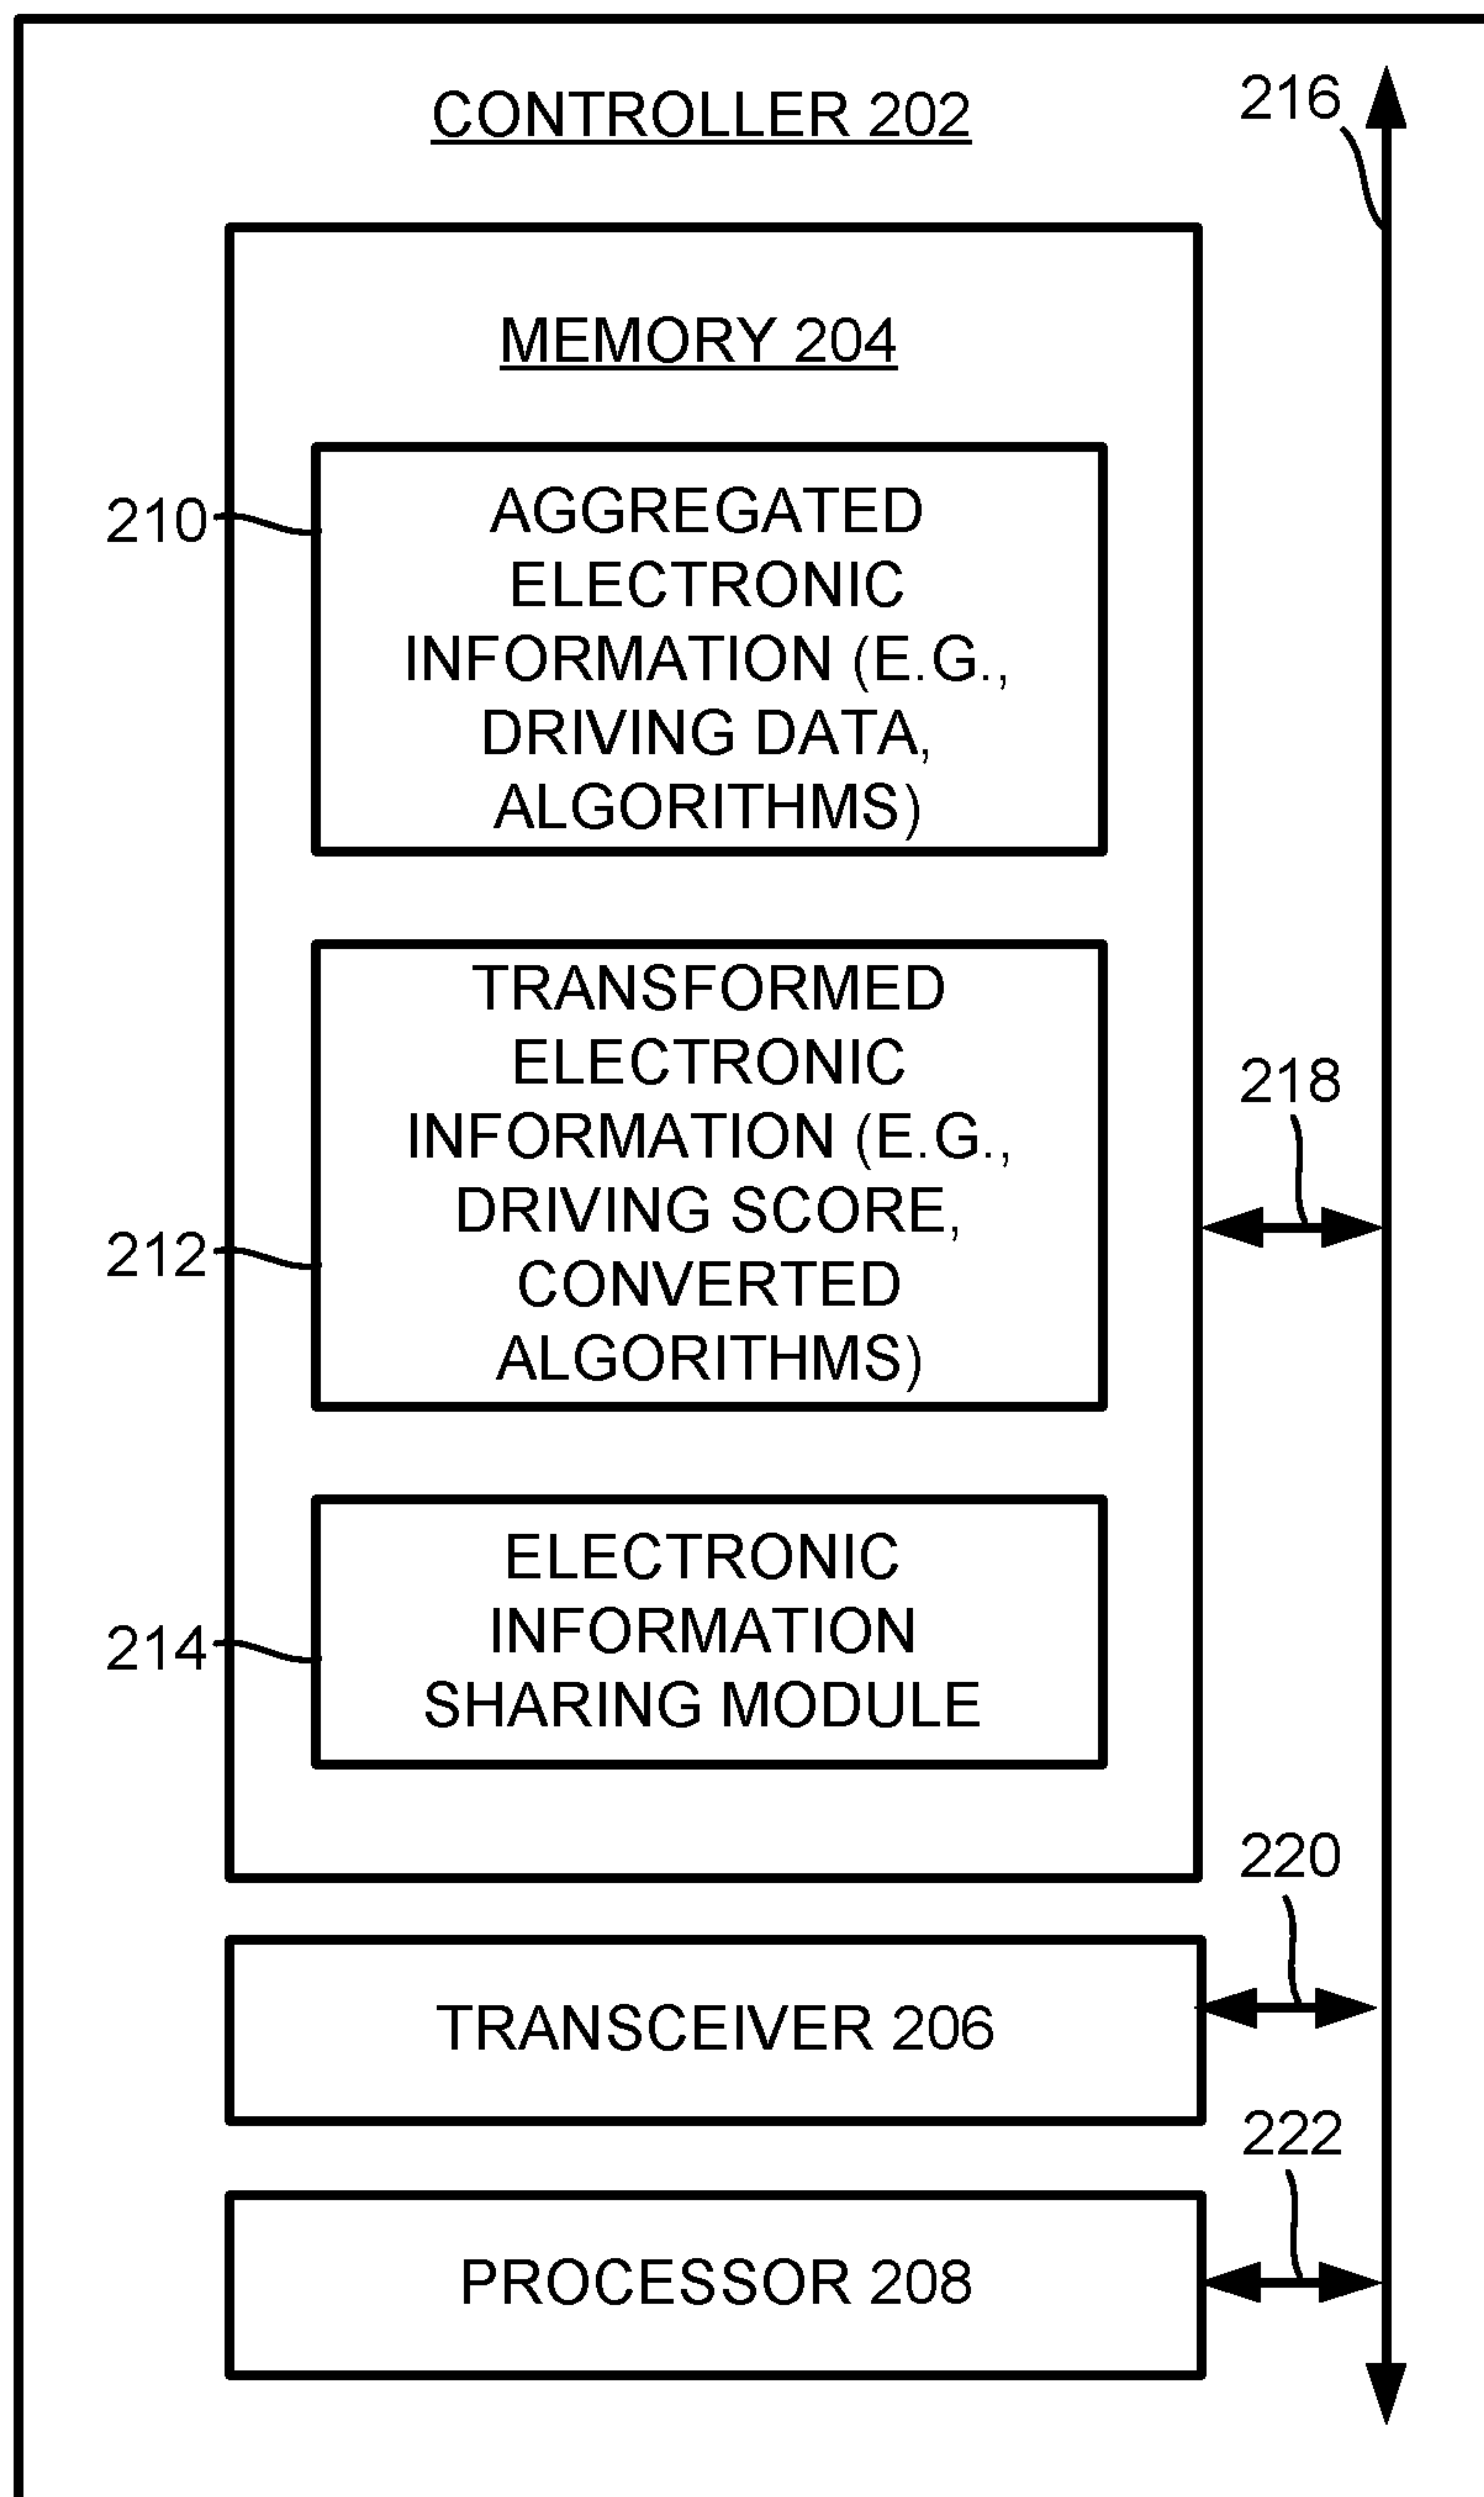 CONTROLLER 202
216
MEMORY 204
210
AGGREGATED
ELECTRONIC
INFORMATION (E.G.,
DRIVING DATA,
ALGORITHMS)
TRANSFORMED
ELECTRONIC
INFORMATION (E.G.,
DRIVING SCORE,
CONVERTED
ALGORITHMS)
212
218
ELECTRONIC
INFORMATION
SHARING MODULE
214
220
TRANSCEIVER 206
222
PROCESSOR 208